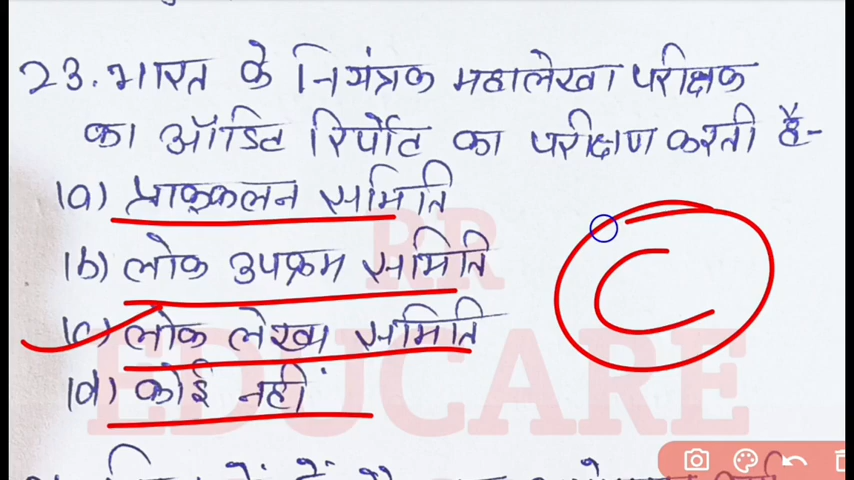 23. भारत के नियंत्रक महालेखा परीक्षक
का ऑडिट रिर्पोट का परीक्षण करती है-
(a) प्राक्कलन समिति
(b) लोक उपक्रम समिति
(c) लोक लेखा समिति
(d) कोई नहीं
C
RR
EDUCARE